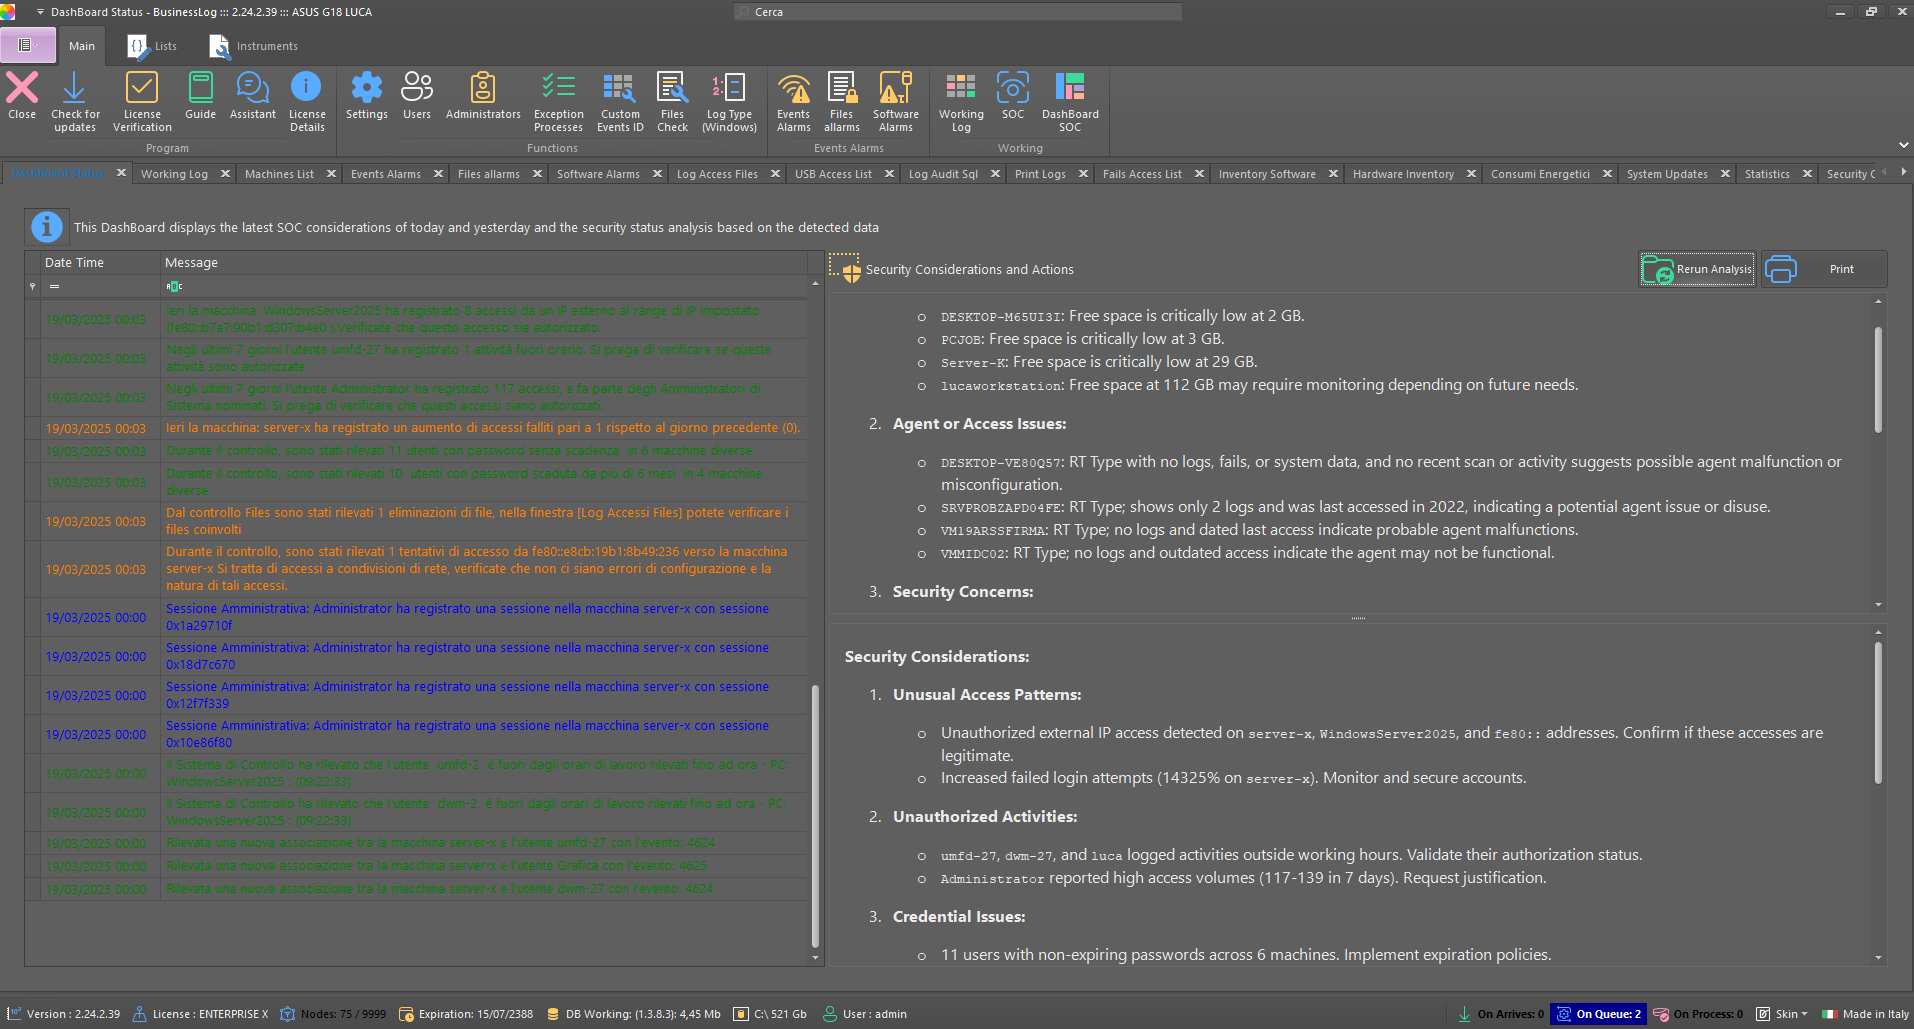 DashBoard Status - BusinessLog ::: 2.24.2.39 ::: ASUS G18 LUCA
Cerca
Main
Lists
Instruments
Close
Check for updates
License Verification
Guide
Assistant
License Details
Settings
Users
Administrators
Exception Processes
Custom Events ID
Files Check
Log Type (Windows)
Events Alarms
Files allarms
Software Alarms
Working Log
SOC
DashBoard SOC
Program
Functions
Events Alarms
Working
DashBoard Status
Working Log
Machines List
Events Alarms
Files allarms
Software Alarms
Log Access Files
USB Access List
Log Audit Sql
Print Logs
Fails Access List
Inventory Software
Hardware Inventory
Consumi Energetici
System Updates
Statistics
Security C
This DashBoard displays the latest SOC considerations of today and yesterday and the security status analysis based on the detected data
Date Time
Message
19/03/2025 00:03
Ieri la macchina: WindowsServer2025 ha registrato 8 accessi da un IP esterno al range di IP impostato
(fe80::b7a7:90b1:d307:b4e0 ).Verificate che questo accesso sia autorizzato.
19/03/2025 00:03
Negli ultimi 7 giorni l'utente umfd-27 ha registrato 1 attività fuori orario. Si prega di verificare se queste
attività sono autorizzate.
19/03/2025 00:03
Negli ultimi 7 giorni l'utente Administrator ha registrato 117 accessi, e fa parte degli Amministratori di
Sistema nominati. Si prega di verificare che questi accessi siano autorizzati.
19/03/2025 00:03
Ieri la macchina: server-x ha registrato un aumento di accessi falliti pari a 1 rispetto al giorno precedente (0).
19/03/2025 00:03
Durante il controllo, sono stati rilevati 11 utenti con password senza scadenza in 6 macchine diverse.
19/03/2025 00:03
Durante il controllo, sono stati rilevati 10 utenti con password scaduta da più di 6 mesi in 4 macchine
diverse.
19/03/2025 00:03
Dal controllo Files sono stati rilevati 1 eliminazioni di file, nella finestra [Log Accessi Files] potete verificare i
files coinvolti
19/03/2025 00:03
Durante il controllo, sono stati rilevati 1 tentativi di accesso da fe80::e8cb:19b1:8b49:236 verso la macchina
server-x Si tratta di accessi a condivisioni di rete, verificate che non ci siano errori di configurazione e la
natura di tali accessi.
19/03/2025 00:00
Sessione Amministrativa: Administrator ha registrato una sessione nella macchina server-x con sessione
0x1a29710f
19/03/2025 00:00
Sessione Amministrativa: Administrator ha registrato una sessione nella macchina server-x con sessione
0x18d7c670
19/03/2025 00:00
Sessione Amministrativa: Administrator ha registrato una sessione nella macchina server-x con sessione
0x12f7f339
19/03/2025 00:00
Sessione Amministrativa: Administrator ha registrato una sessione nella macchina server-x con sessione
0x10e86f80
19/03/2025 00:00
Il Sistema di Controllo ha rilevato che l'utente umfd-2 è fuori dagli orari di lavoro rilevati fino ad ora - PC:
WindowsServer2025 : (09:22:33)
19/03/2025 00:00
Il Sistema di Controllo ha rilevato che l'utente dwm-2 è fuori dagli orari di lavoro rilevati fino ad ora - PC:
WindowsServer2025 : (09:22:33)
19/03/2025 00:00
Rilevata una nuova associazione tra la macchina server-x e l'utente umfd-27 con l'evento: 4624
19/03/2025 00:00
Rilevata una nuova associazione tra la macchina server-x e l'utente Grafica con l'evento: 4625
19/03/2025 00:00
Rilevata una nuova associazione tra la macchina server-x e l'utente dwm-27 con l'evento: 4624
Security Considerations and Actions
Rerun Analysis
Print
DESKTOP-M65UI3I: Free space is critically low at 2 GB.
PCJOB: Free space is critically low at 3 GB.
Server-K: Free space is critically low at 29 GB.
lucaworkstation: Free space at 112 GB may require monitoring depending on future needs.
2. Agent or Access Issues:
DESKTOP-VE80Q57: RT Type with no logs, fails, or system data, and no recent scan or activity suggests possible agent malfunction or
misconfiguration.
SRVPROBZAPD04FE: RT Type; shows only 2 logs and was last accessed in 2022, indicating a potential agent issue or disuse.
VM19ARSSFIRMA: RT Type; no logs and dated last access indicate probable agent malfunctions.
VMMIDC02: RT Type; no logs and outdated access indicate the agent may not be functional.
3. Security Concerns:
Security Considerations:
1. Unusual Access Patterns:
Unauthorized external IP access detected on server-x, WindowsServer2025, and fe80:: addresses. Confirm if these accesses are
legitimate.
Increased failed login attempts (14325% on server-x). Monitor and secure accounts.
2. Unauthorized Activities:
umfd-27, dwm-27, and luca logged activities outside working hours. Validate their authorization status.
Administrator reported high access volumes (117-139 in 7 days). Request justification.
3. Credential Issues:
11 users with non-expiring passwords across 6 machines. Implement expiration policies.
Version : 2.24.2.39
License : ENTERPRISE X
Nodes: 75 / 9999
Expiration: 15/07/2388
DB Working: (1.3.8.3): 4,45 Mb
C:\ 521 Gb
User : admin
On Arrives: 0
On Queue: 2
On Process: 0
Skin
Made in Italy